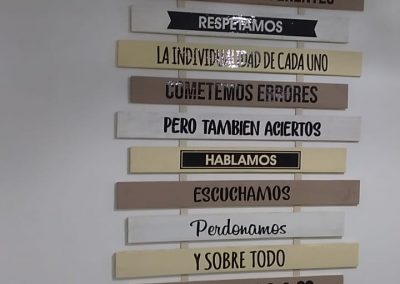 RESPETAMOS
LA INDIVIDUALIDAD DE CADA UNO
COMETEMOS ERRORES
PERO TAMBIEN ACIERTOS
HABLAMOS
ESCUCHAMOS
Perdonamos
Y SOBRE TODO